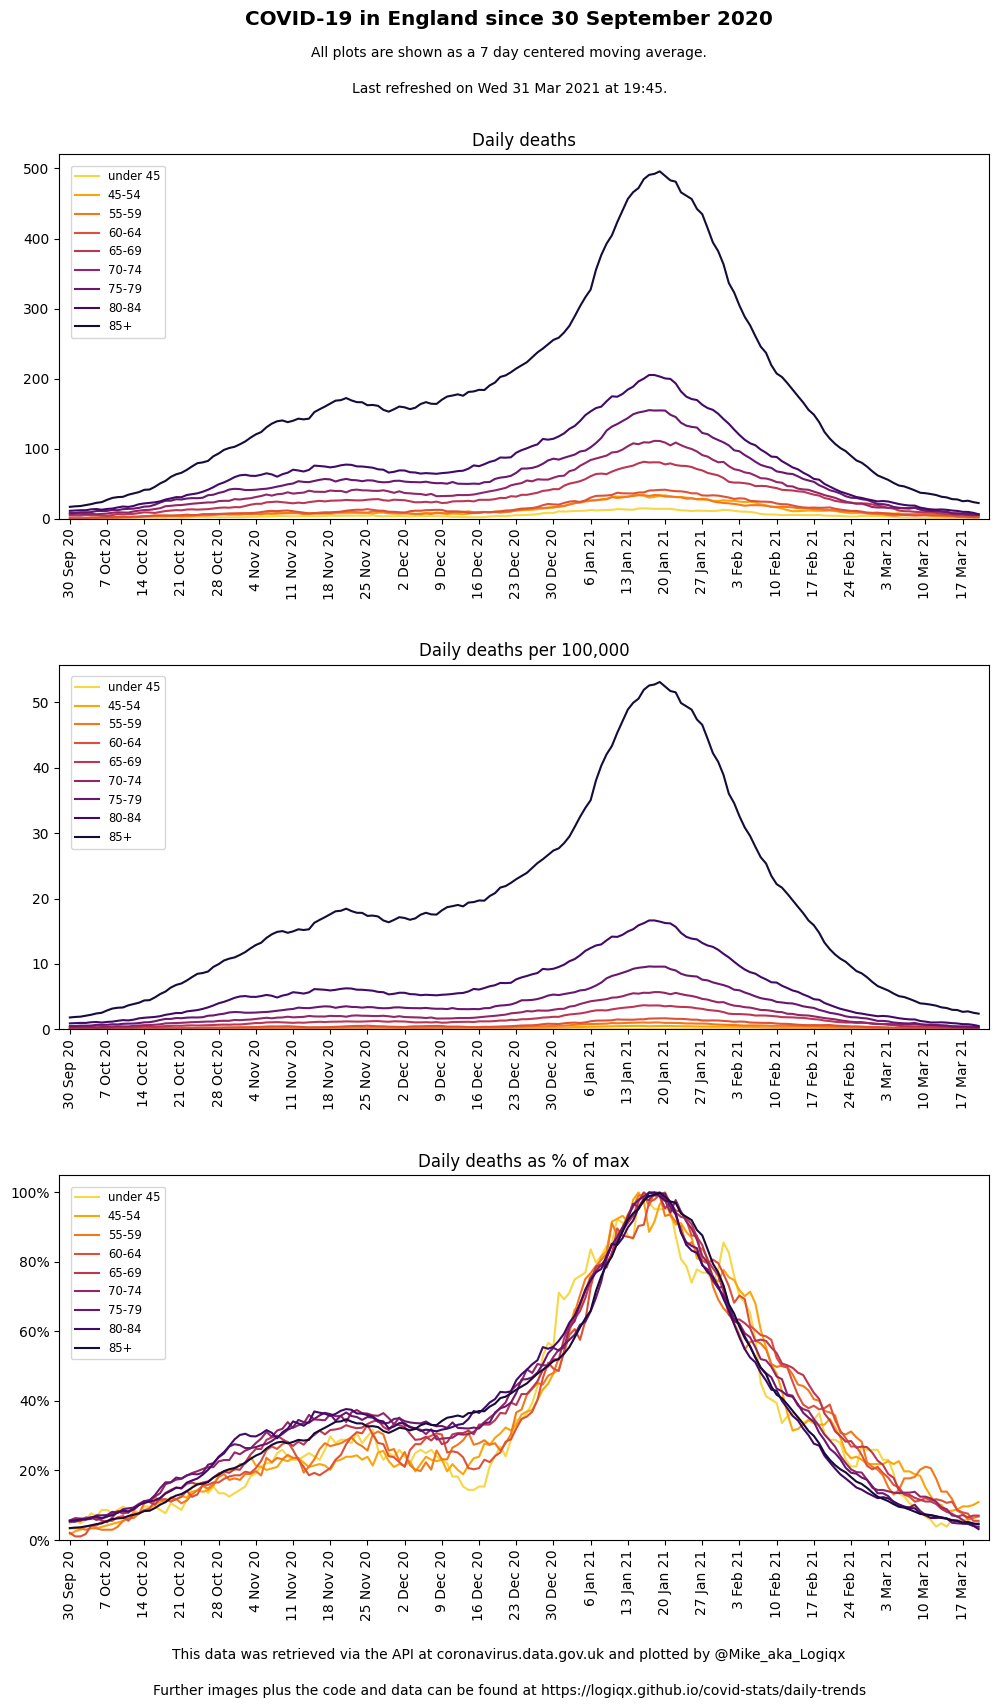 COVID-19 in England since 30 September 2020
All plots are shown as a 7 day centered moving average.
Last refreshed on Wed 31 Mar 2021 at 19:45.
Daily deaths
500
400
300
200
100
0
under 45
45-54
55-59
60-64
65-69
70-74
75-79
80-84
85+
30 Sep 20
7 Oct 20
14 Oct 20
21 Oct 20
28 Oct 20
4 Nov 20
11 Nov 20
18 Nov 20
25 Nov 20
2 Dec 20
9 Dec 20
16 Dec 20
23 Dec 20
30 Dec 20
6 Jan 21
13 Jan 21
20 Jan 21
27 Jan 21
3 Feb 21
10 Feb 21
17 Feb 21
24 Feb 21
3 Mar 21
10 Mar 21
17 Mar 21
Daily deaths per 100,000
50
40
30
20
10
0
under 45
45-54
55-59
60-64
65-69
70-74
75-79
80-84
85+
30 Sep 20
7 Oct 20
14 Oct 20
21 Oct 20
28 Oct 20
4 Nov 20
11 Nov 20
18 Nov 20
25 Nov 20
2 Dec 20
9 Dec 20
16 Dec 20
23 Dec 20
30 Dec 20
6 Jan 21
13 Jan 21
20 Jan 21
27 Jan 21
3 Feb 21
10 Feb 21
17 Feb 21
24 Feb 21
3 Mar 21
10 Mar 21
17 Mar 21
Daily deaths as % of max
100%
80%
60%
40%
20%
0%
under 45
45-54
55-59
60-64
65-69
70-74
75-79
80-84
85+
30 Sep 20
7 Oct 20
14 Oct 20
21 Oct 20
28 Oct 20
4 Nov 20
11 Nov 20
18 Nov 20
25 Nov 20
2 Dec 20
9 Dec 20
16 Dec 20
23 Dec 20
30 Dec 20
6 Jan 21
13 Jan 21
20 Jan 21
27 Jan 21
3 Feb 21
10 Feb 21
17 Feb 21
24 Feb 21
3 Mar 21
10 Mar 21
17 Mar 21
This data was retrieved via the API at coronavirus.data.gov.uk and plotted by @Mike_aka_Logiqx
Further images plus the code and data can be found at https://logiqx.github.io/covid-stats/daily-trends